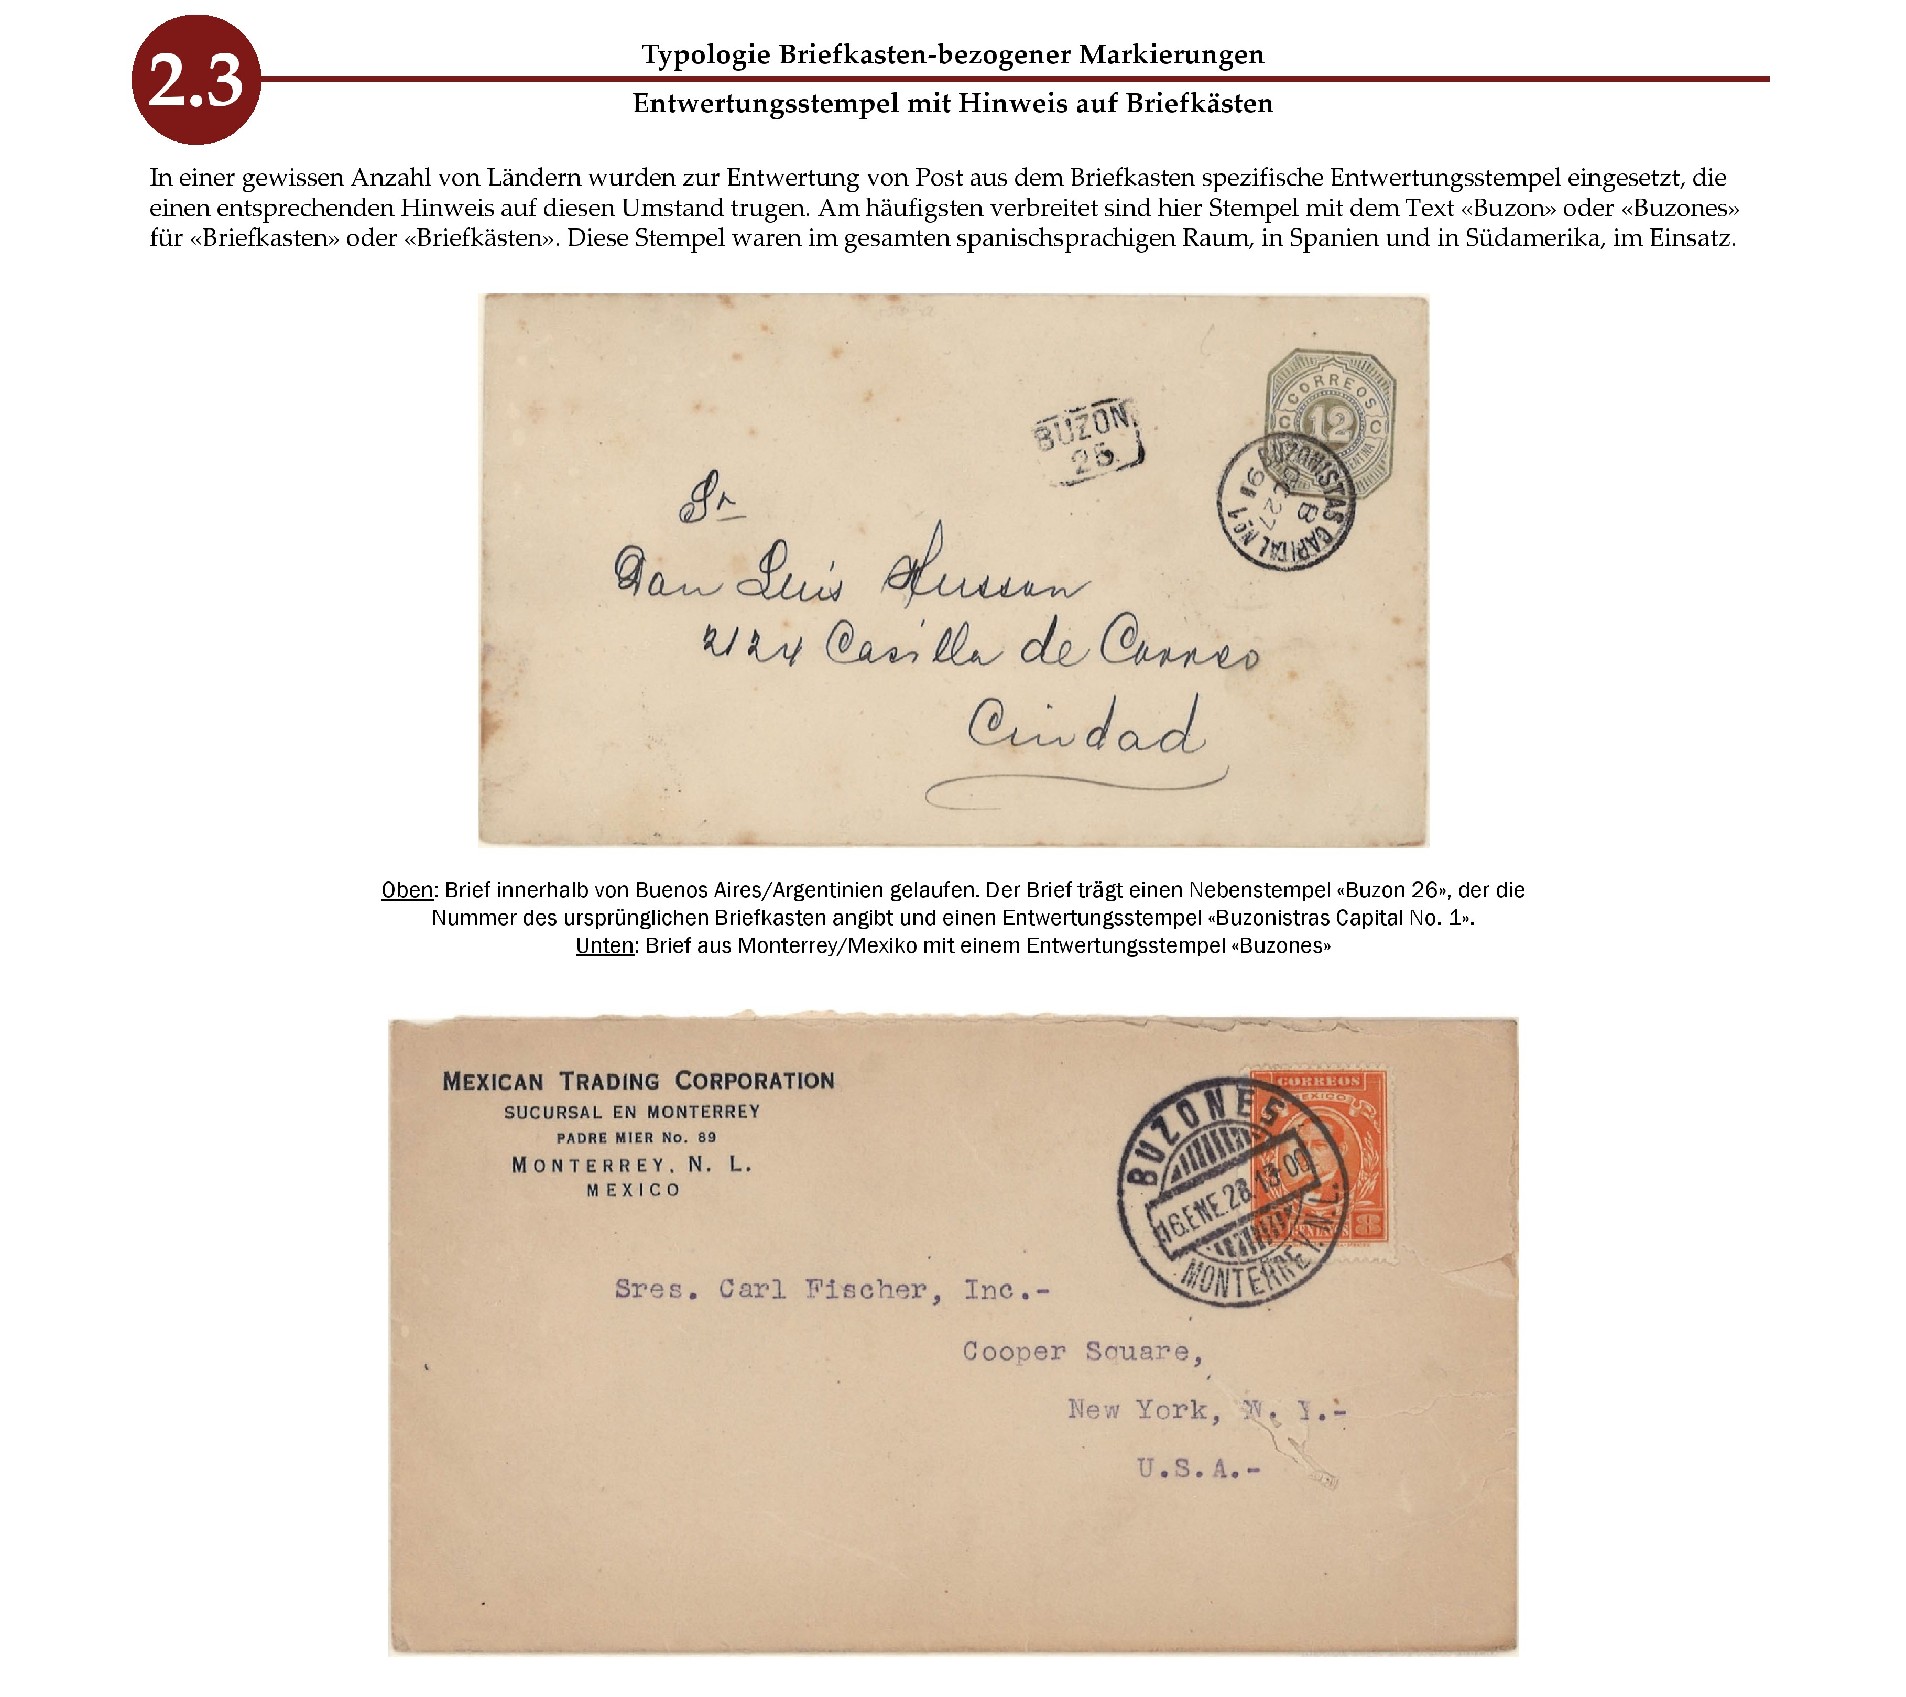 2.3
Typologie Briefkasten-bezogener Markierungen
Entwertungsstempel mit Hinweis auf Briefkästen
In einer gewissen Anzahl von Ländern wurden zur Entwertung von Post aus dem Briefkasten spezifische Entwertungsstempel eingesetzt, die
einen entsprechenden Hinweis auf diesen Umstand trugen. Am häufigsten verbreitet sind hier Stempel mit dem Text «Buzon» oder «Buzones»
für «Briefkasten» oder «Briefkästen». Diese Stempel waren im gesamten spanischsprachigen Raum, in Spanien und in Südamerika, im Einsatz.
CORREOS
C 12 C
BUZON
26
BUZONISTAS CAPITAL No 1
B
27
91
Sr
Don Luis Husson
2124 Casilla de Correo
Ciudad
Oben: Brief innerhalb von Buenos Aires/Argentinien gelaufen. Der Brief trägt einen Nebenstempel «Buzon 26», der die
Nummer des ursprünglichen Briefkasten angibt und einen Entwertungsstempel «Buzonistras Capital No. 1».
Unten: Brief aus Monterrey/Mexiko mit einem Entwertungsstempel «Buzones»
MEXICAN TRADING CORPORATION
SUCURSAL EN MONTERREY
PADRE MIER No. 89
MONTERREY, N. L.
MEXICO
CORREOS
MEXICO
8
BUZONES
16.ENE.28.13-00
MONTERREY.N.L.
Sres. Carl Fischer, Inc.-
Cooper Square,
New York, N. Y.-
U.S.A.-